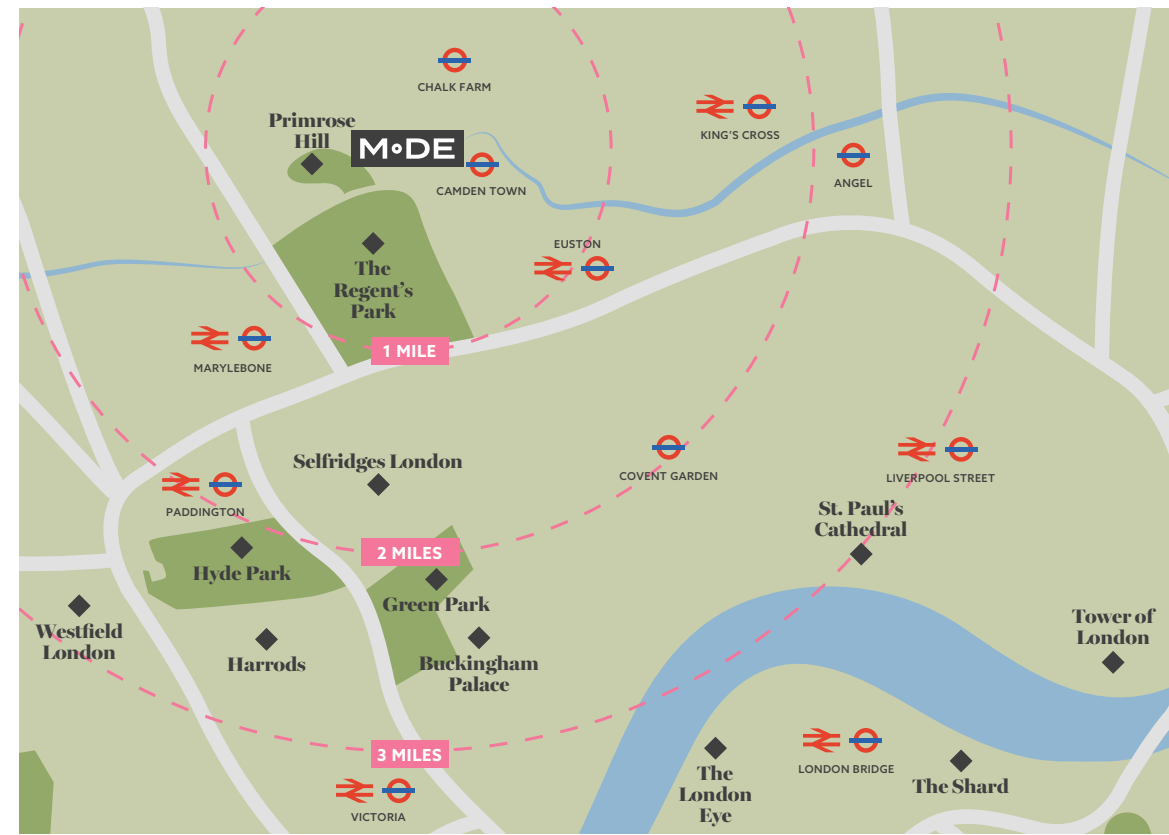 CHALK FARM
KING'S CROSS
Primrose
Hill
MODE
ANGEL
CAMDEN TOWN
EUSTON
The
Regent's
Park
1 MILE
MARYLEBONE
Selfridges London
COVENT GARDEN
LIVERPOOL STREET
PADDINGTON
St. Paul's
Cathedral
2 MILES
Hyde Park
Green Park
Westfield
London
Tower of
London
Harrods
Buckingham
Palace
3 MILES
LONDON BRIDGE
The
London
Eye
The Shard
VICTORIA